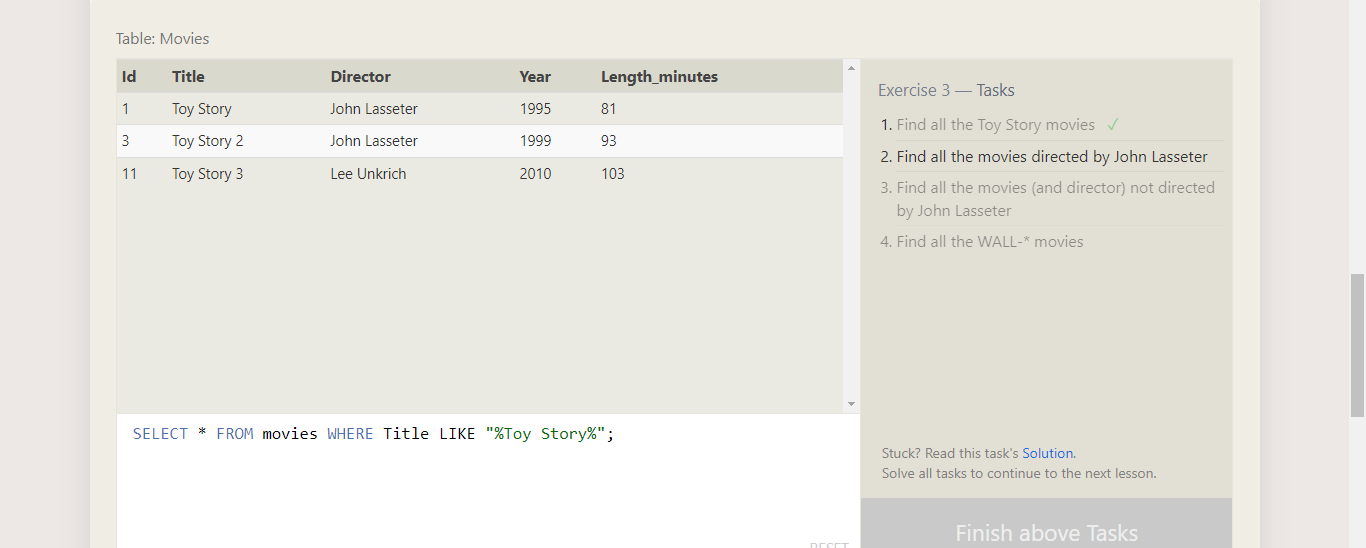 Table: Movies
Id Title Director Year Length_minutes
1 Toy Story John Lasseter 1995 81
3 Toy Story 2 John Lasseter 1999 93
11 Toy Story 3 Lee Unkrich 2010 103
SELECT * FROM movies WHERE Title LIKE "%Toy Story%";
RESET
Exercise 3 — Tasks
1. Find all the Toy Story movies ✓
2. Find all the movies directed by John Lasseter
3. Find all the movies (and director) not directed
by John Lasseter
4. Find all the WALL-* movies
Stuck? Read this task's Solution.
Solve all tasks to continue to the next lesson.
Finish above Tasks